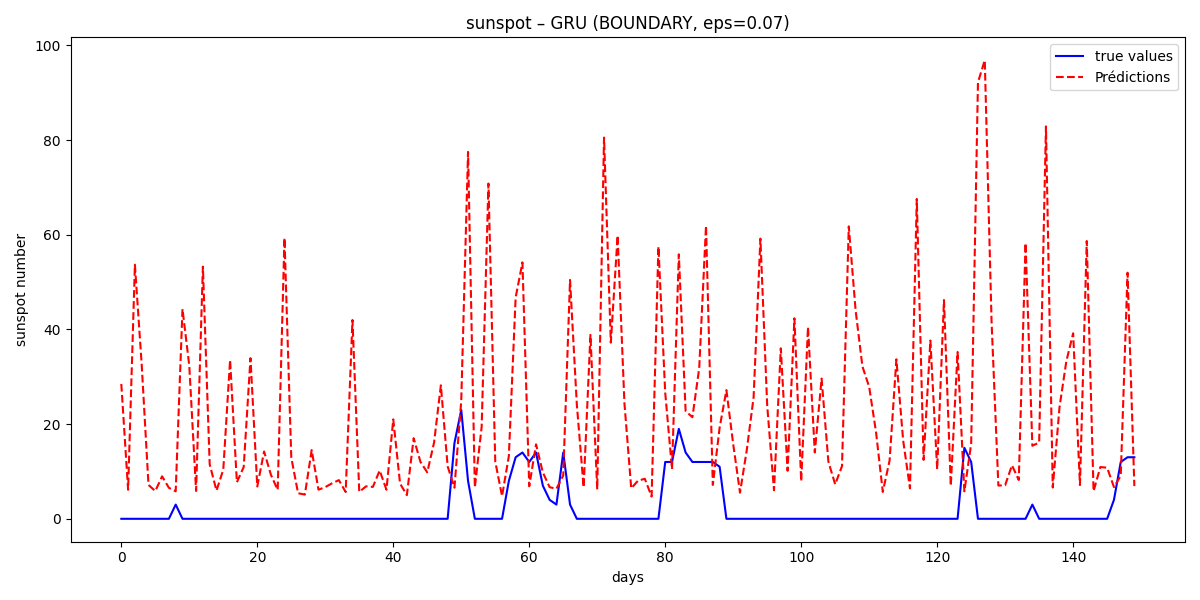 sunspot – GRU (BOUNDARY, eps=0.07)
true values
Prédictions
sunspot number
100
80
60
40
20
0
0 20 40 60 80 100 120 140
days